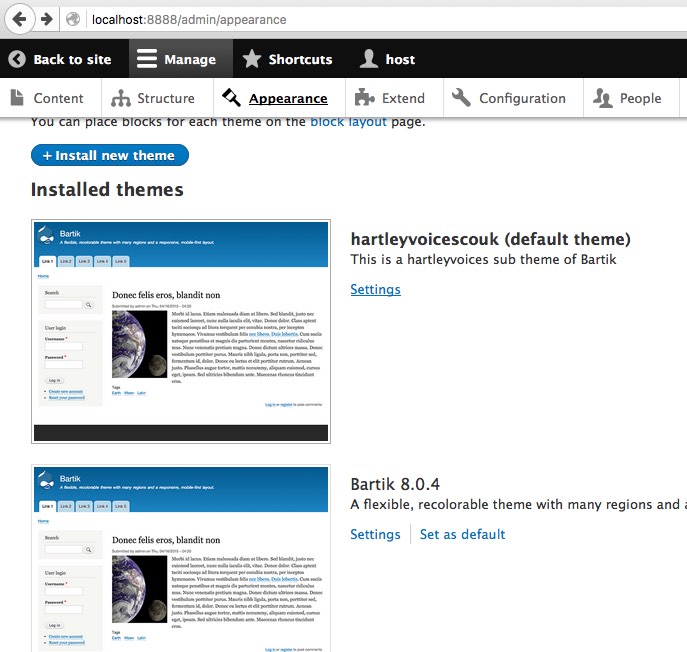 localhost:8888/admin/appearance
Back to site Manage Shortcuts host
Content Structure Appearance Extend Configuration People
You can place blocks for each theme on the block layout page.
+ Install new theme
Installed themes
Bartik
A flexible, recolorable theme with many regions and a responsive, mobile-first layout.
Link 1 Link 2 Link 3 Link 4 Link 5
Home
Search
User login
Username *
Password *
Log in
Create new account
Reset your password
Donec felis eros, blandit non
Submitted by admin on Thu, 04/16/2015 - 04:20
Morbi id lacus. Etiam malesuada diam ut libero. Sed blandit, justo nec
euismod laoreet, nunc nulla iaculis elit, vitae. Donec dolor. Class aptent
taciti sociosqu ad litora torquent per conubia nostra, per inceptos
hymenaeos. Vivamus vestibulum felis nec libero. Duis lobortis. Cum sociis
natoque penatibus et magnis dis parturient montes, nascetur ridiculus
mus. Nunc venenatis pretium magna. Donec dictum ultrices massa. Donec
vestibulum porttitor purus. Mauris nibh ligula, porta non, porttitor sed,
fermentum id, dolor. Donec eu lectus et elit porttitor rutrum. Aenean
justo. Phasellus augue tortor, mattis nonummy, aliquam euismod, cursus
eget, ipsum. Sed ultricies bibendum ante. Maecenas rhoncus tincidunt
eros.
Tags
Earth Moon Latin
Log in or register to post comments
hartleyvoicescouk (default theme)
This is a hartleyvoices sub theme of Bartik
Settings
Bartik
A flexible, recolorable theme with many regions and a responsive, mobile-first layout.
Link 1 Link 2 Link 3 Link 4 Link 5
Home
Search
User login
Username *
Password *
Log in
Create new account
Reset your password
Donec felis eros, blandit non
Submitted by admin on Thu, 04/16/2015 - 04:20
Morbi id lacus. Etiam malesuada diam ut libero. Sed blandit, justo nec
euismod laoreet, nunc nulla iaculis elit, vitae. Donec dolor. Class aptent
taciti sociosqu ad litora torquent per conubia nostra, per inceptos
hymenaeos. Vivamus vestibulum felis nec libero. Duis lobortis. Cum sociis
natoque penatibus et magnis dis parturient montes, nascetur ridiculus
mus. Nunc venenatis pretium magna. Donec dictum ultrices massa. Donec
vestibulum porttitor purus. Mauris nibh ligula, porta non, porttitor sed,
fermentum id, dolor. Donec eu lectus et elit porttitor rutrum. Aenean
justo. Phasellus augue tortor, mattis nonummy, aliquam euismod, cursus
eget, ipsum. Sed ultricies bibendum ante. Maecenas rhoncus tincidunt
eros.
Tags
Earth Moon Latin
Log in or register to post comments
Bartik 8.0.4
A flexible, recolorable theme with many regions and
Settings Set as default